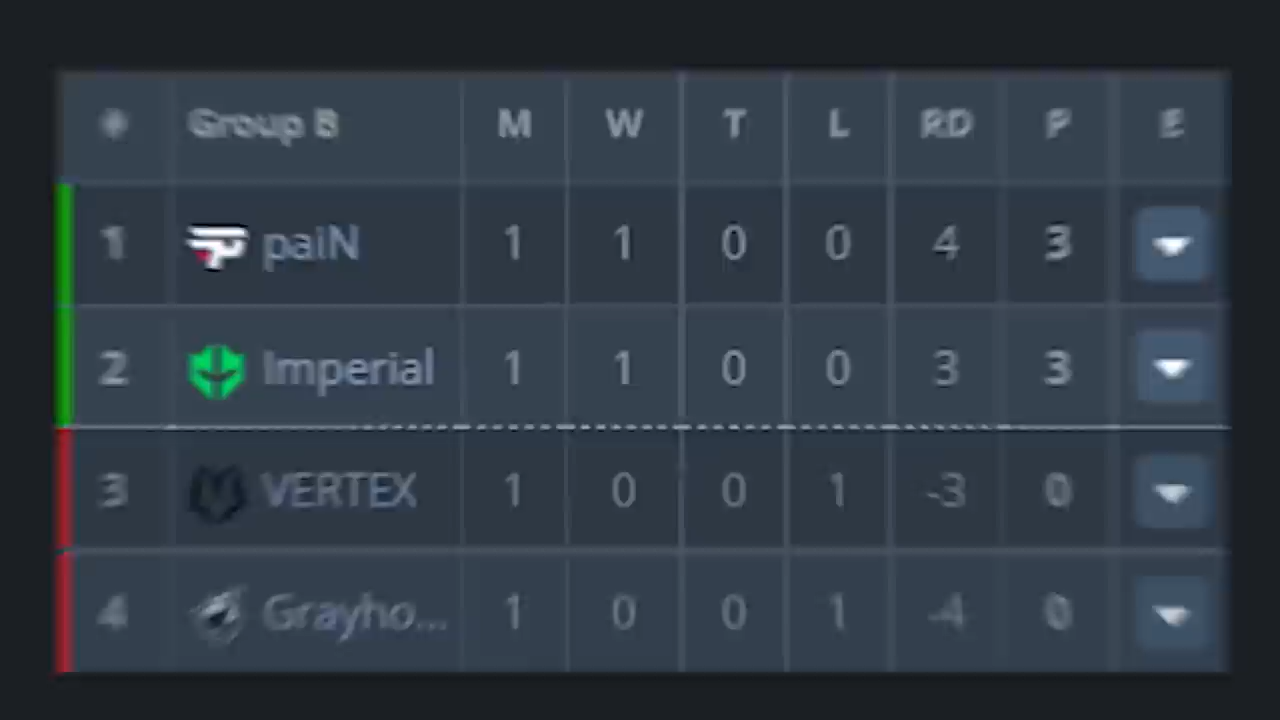 # Group B M W T L RD P E
1 paiN 1 1 0 0 4 3
2 Imperial 1 1 0 0 3 3
3 VERTEX 1 0 0 1 -3 0
4 Grayho... 1 0 0 1 -4 0